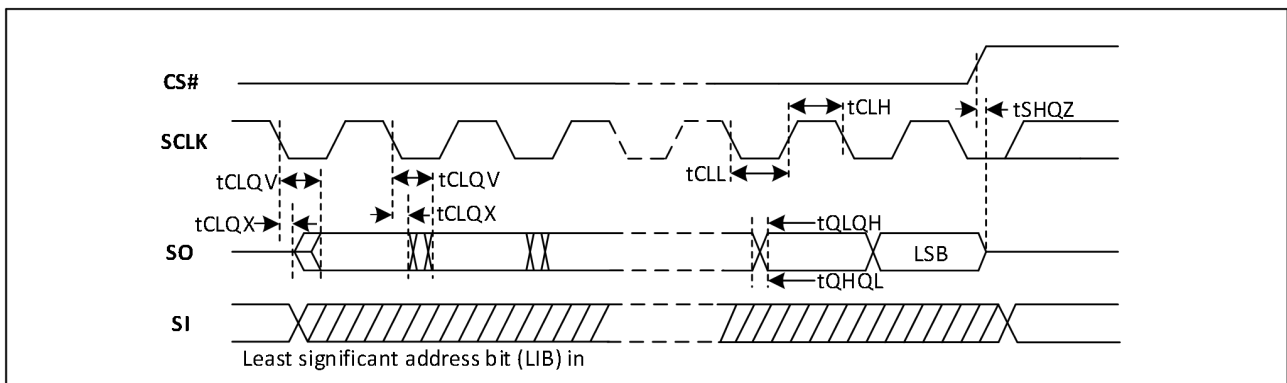 CS#
tCLH
tSHQZ
SCLK
tCLL
tCLQV
tCLQV
tCLQX
tCLQX
tQLQH
SO
LSB
tQHQL
SI
Least significant address bit (LIB) in